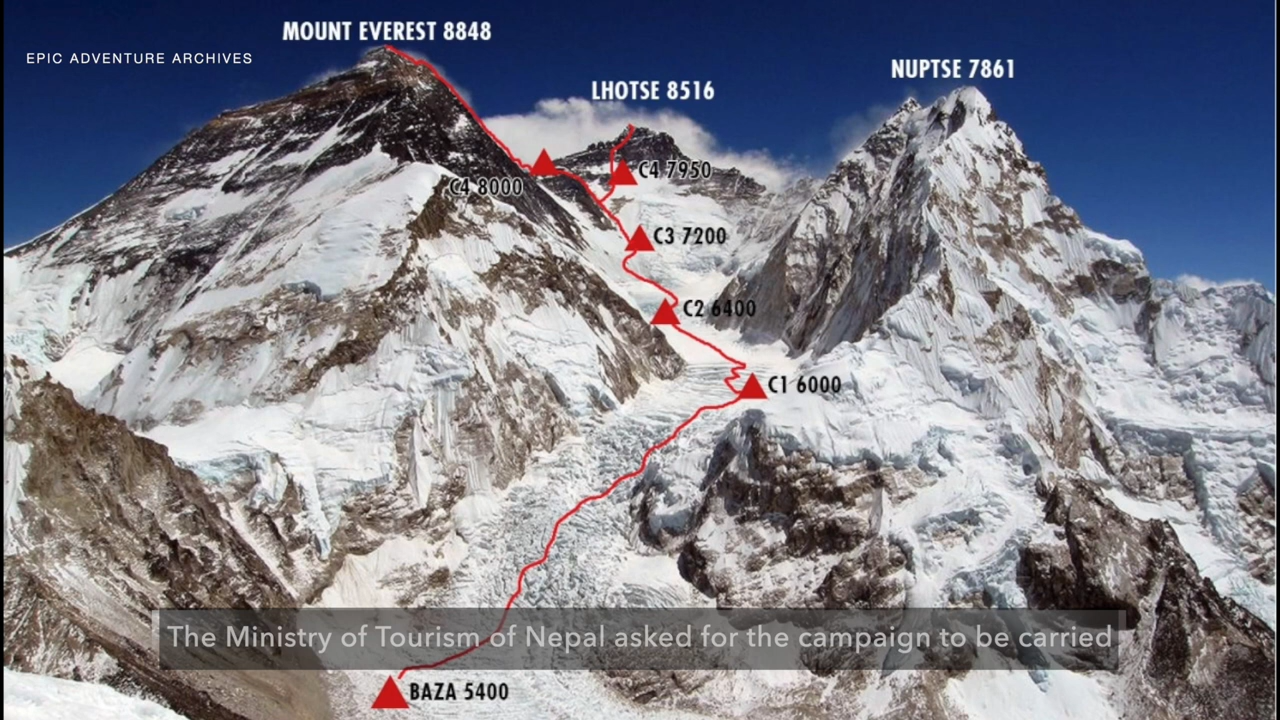 MOUNT EVEREST 8848
EPIC ADVENTURE ARCHIVES
NUPTSE 7861
LHOTSE 8516
C4 7950
C4 8000
C3 7200
C2 6400
C1 6000
The Ministry of Tourism of Nepal asked for the campaign to be carried
BAZA 5400